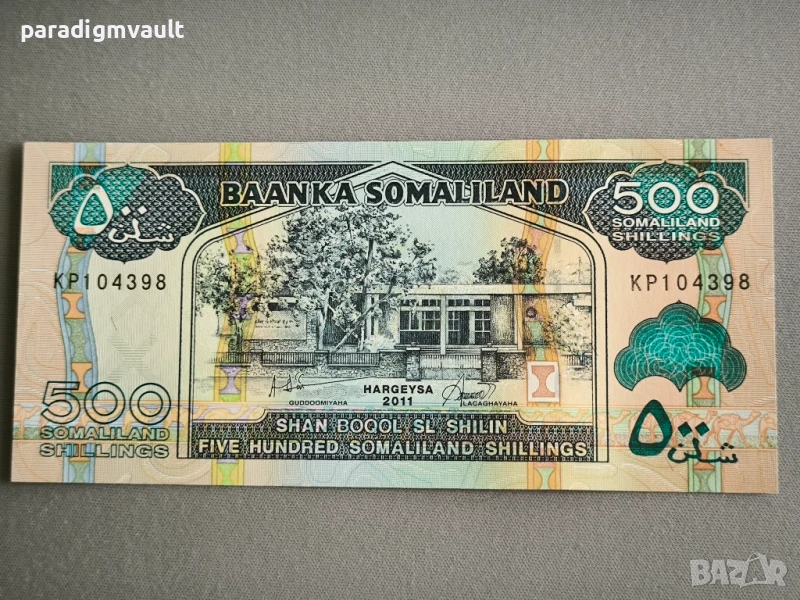 paradigmvault
BAANKA SOMALILAND
٥٠٠
شلن
500
SOMALILAND
SHILLINGS
KP104398
KP104398
HARGEYSA
2011
GUDDOOMIYAHA
LACAGHAYAHA
500
SOMALILAND
SHILLINGS
SHAN BOQOL SL SHILIN
FIVE HUNDRED SOMALILAND SHILLINGS
٥٠٠
شلن
BAZAR